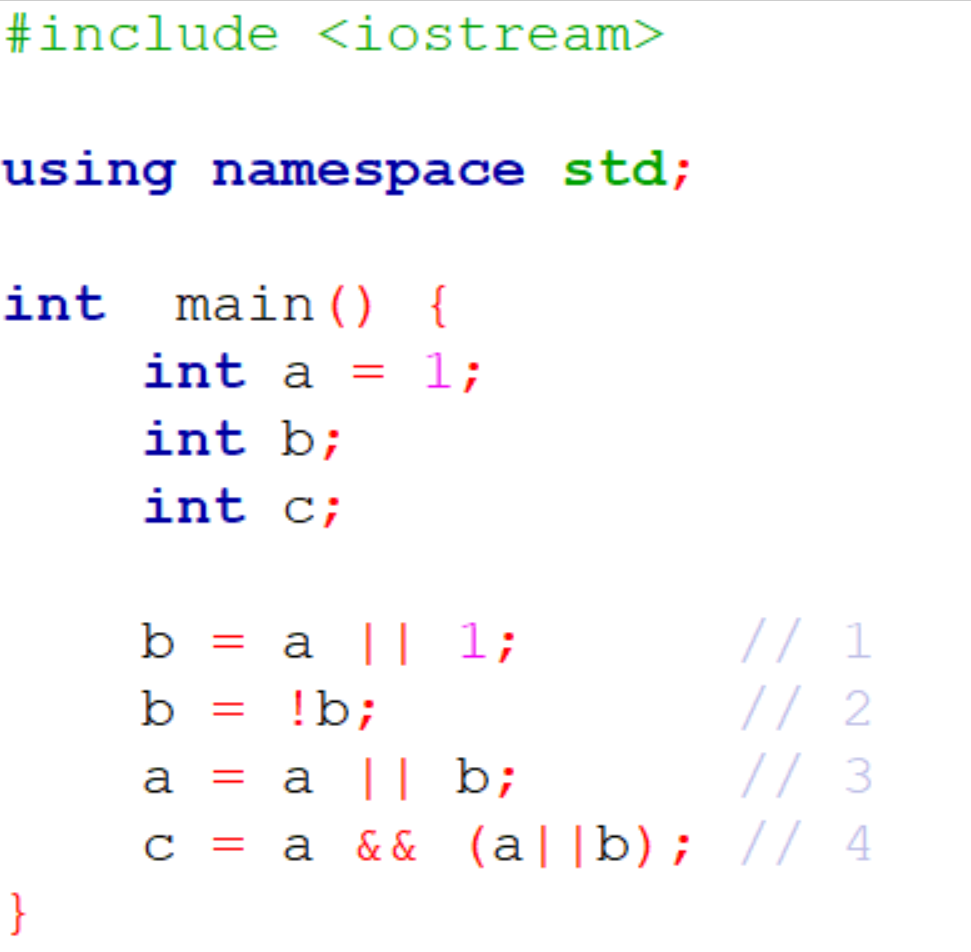 #include <iostream>
using namespace std;
int  main() {
    int a = 1;
    int b;
    int c;
    b = a || 1;      // 1
    b = !b;          // 2
    a = a || b;      // 3
    c = a && (a||b); // 4
}